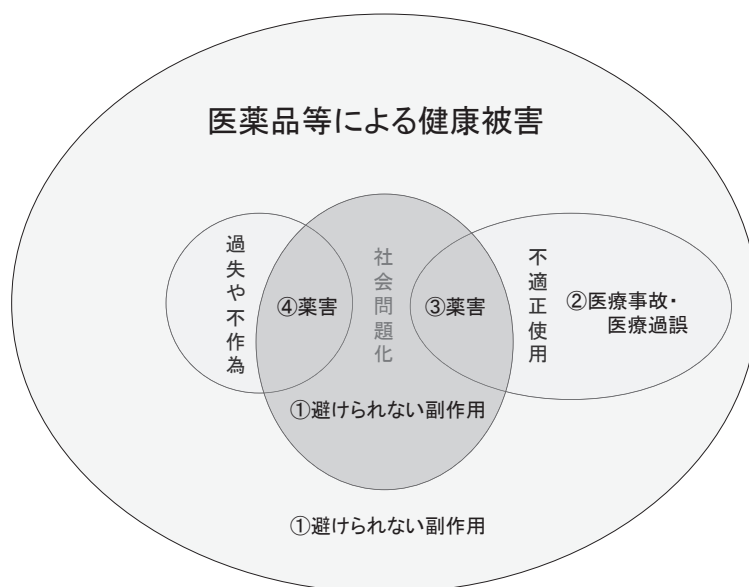 医薬品等による健康被害
過失や不作為
④薬害
社会問題化
③薬害
不適正使用
②医療事故・
医療過誤
①避けられない副作用
①避けられない副作用